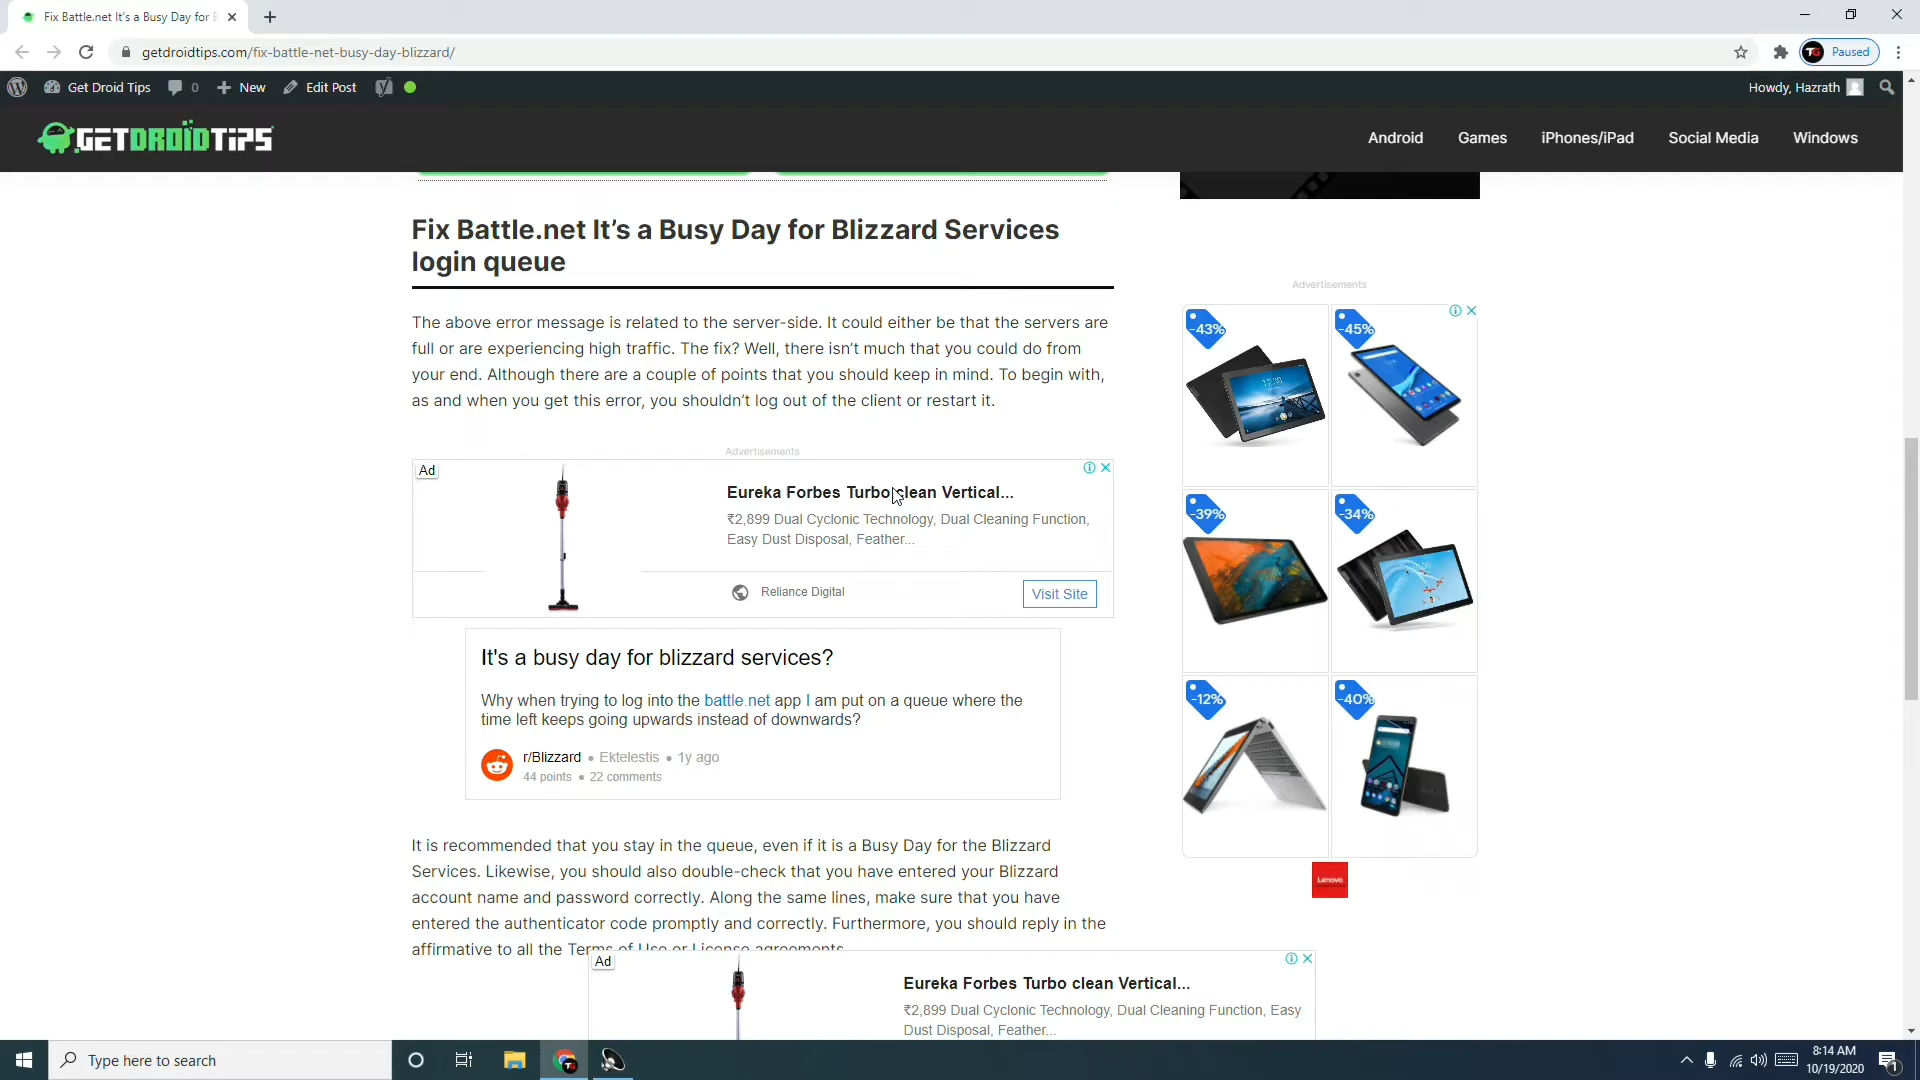 Fix Battle.net It's a Busy Day for B
getdroidtips.com/fix-battle-net-busy-day-blizzard/
Paused
Get Droid Tips
0
New
Edit Post
Howdy, Hazrath
GETDROIDTIPS
Android
Games
iPhones/iPad
Social Media
Windows
Fix Battle.net It’s a Busy Day for Blizzard Services
login queue
The above error message is related to the server-side. It could either be that the servers are
full or are experiencing high traffic. The fix? Well, there isn’t much that you could do from
your end. Although there are a couple of points that you should keep in mind. To begin with,
as and when you get this error, you shouldn’t log out of the client or restart it.
Advertisements
Ad
Eureka Forbes Turbo clean Vertical...
₹2,899 Dual Cyclonic Technology, Dual Cleaning Function,
Easy Dust Disposal, Feather...
Reliance Digital
Visit Site
It's a busy day for blizzard services?
Why when trying to log into the battle.net app I am put on a queue where the
time left keeps going upwards instead of downwards?
r/Blizzard • Ektelestis • 1y ago
44 points • 22 comments
It is recommended that you stay in the queue, even if it is a Busy Day for the Blizzard
Services. Likewise, you should also double-check that you have entered your Blizzard
account name and password correctly. Along the same lines, make sure that you have
entered the authenticator code promptly and correctly. Furthermore, you should reply in the
affirmative to all the Terms of Use or License agreements.
Advertisements
-43%
-45%
-39%
-34%
-12%
-40%
Lenovo
Ad
Eureka Forbes Turbo clean Vertical...
₹2,899 Dual Cyclonic Technology, Dual Cleaning Function, Easy
Dust Disposal, Feather...
Type here to search
8:14 AM
10/19/2020
1